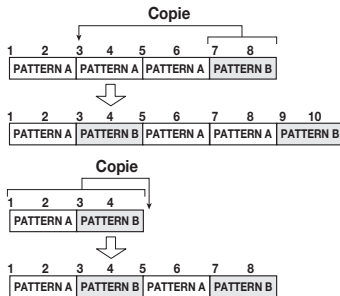 Copie
1 2 3 4 5 6 7 8
PATTERN A PATTERN A PATTERN A PATTERN B
1 2 3 4 5 6 7 8 9 10
PATTERN A PATTERN B PATTERN A PATTERN A PATTERN B
Copie
1 2 3 4
PATTERN A PATTERN B
1 2 3 4 5 6 7 8
PATTERN A PATTERN B PATTERN A PATTERN B